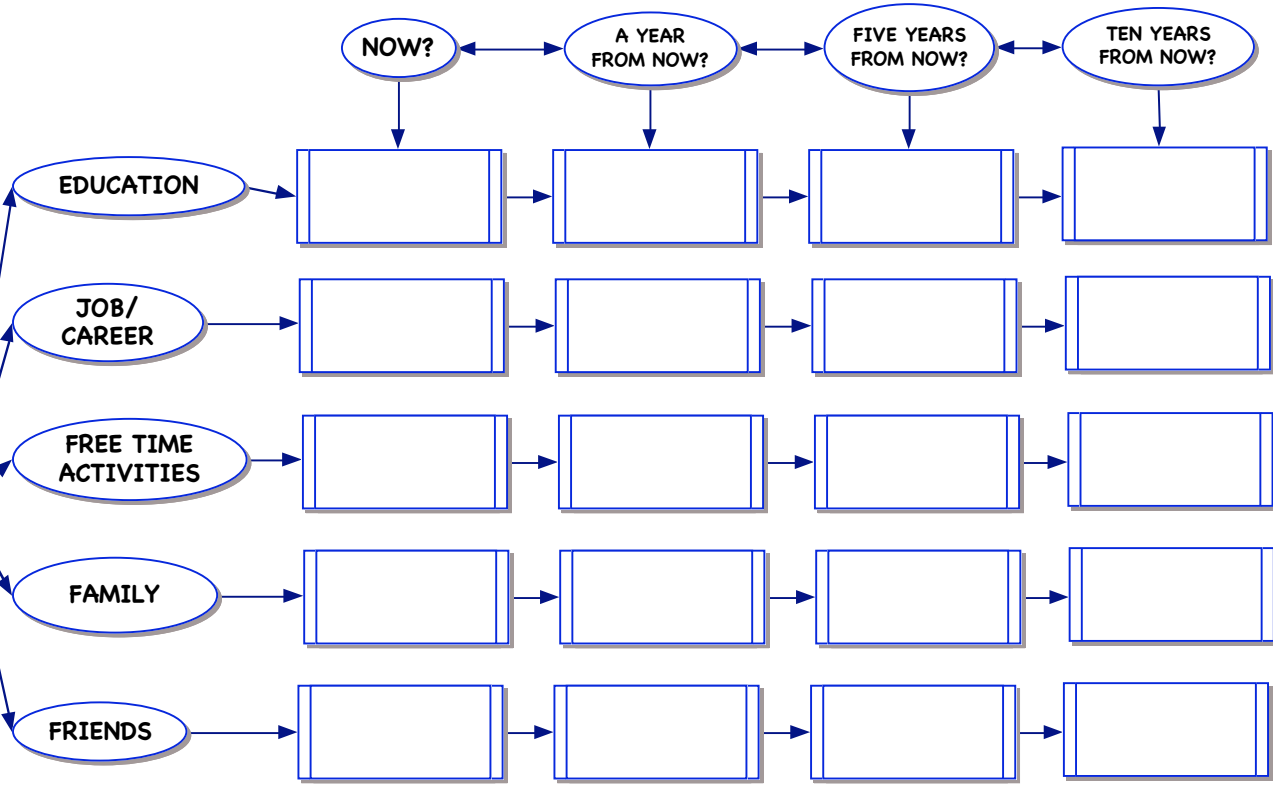 NOW?
A YEAR
FROM NOW?
FIVE YEARS
FROM NOW?
TEN YEARS
FROM NOW?
EDUCATION
JOB/
CAREER
FREE TIME
ACTIVITIES
FAMILY
FRIENDS